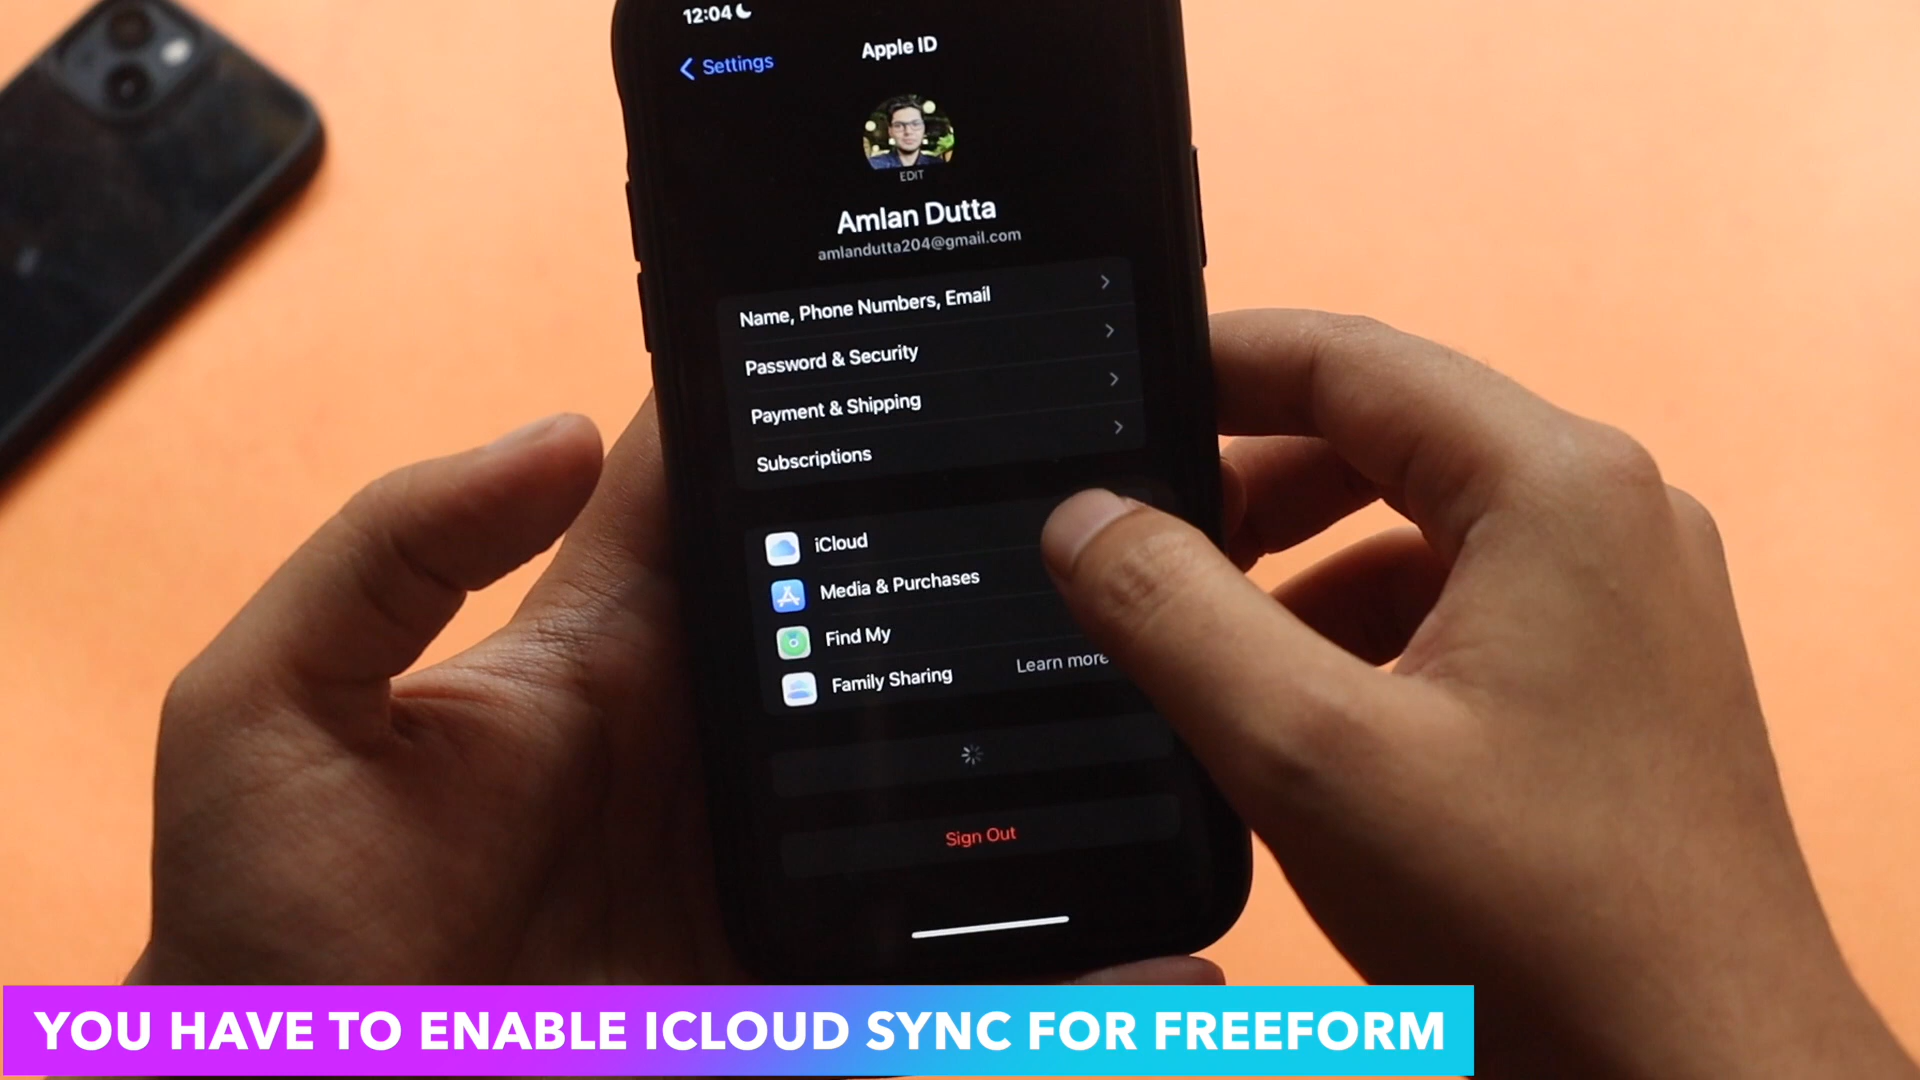 12:04
Settings
Apple ID
EDIT
Amlan Dutta
amlandutta204@gmail.com
Name, Phone Numbers, Email
Password & Security
Payment & Shipping
Subscriptions
iCloud
Media & Purchases
Find My
Family Sharing Learn more
Sign Out
YOU HAVE TO ENABLE ICLOUD SYNC FOR FREEFORM